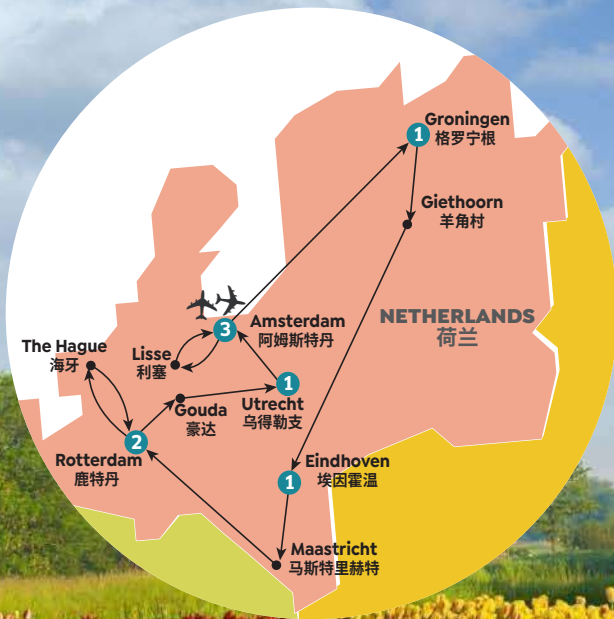 1
Groningen
格罗宁根
Giethoorn
羊角村
NETHERLANDS
荷兰
3
Amsterdam
阿姆斯特丹
The Hague
海牙
Lisse
利塞
1
Utrecht
乌得勒支
Gouda
豪达
2
Rotterdam
鹿特丹
1
Eindhoven
埃因霍温
Maastricht
马斯特里赫特